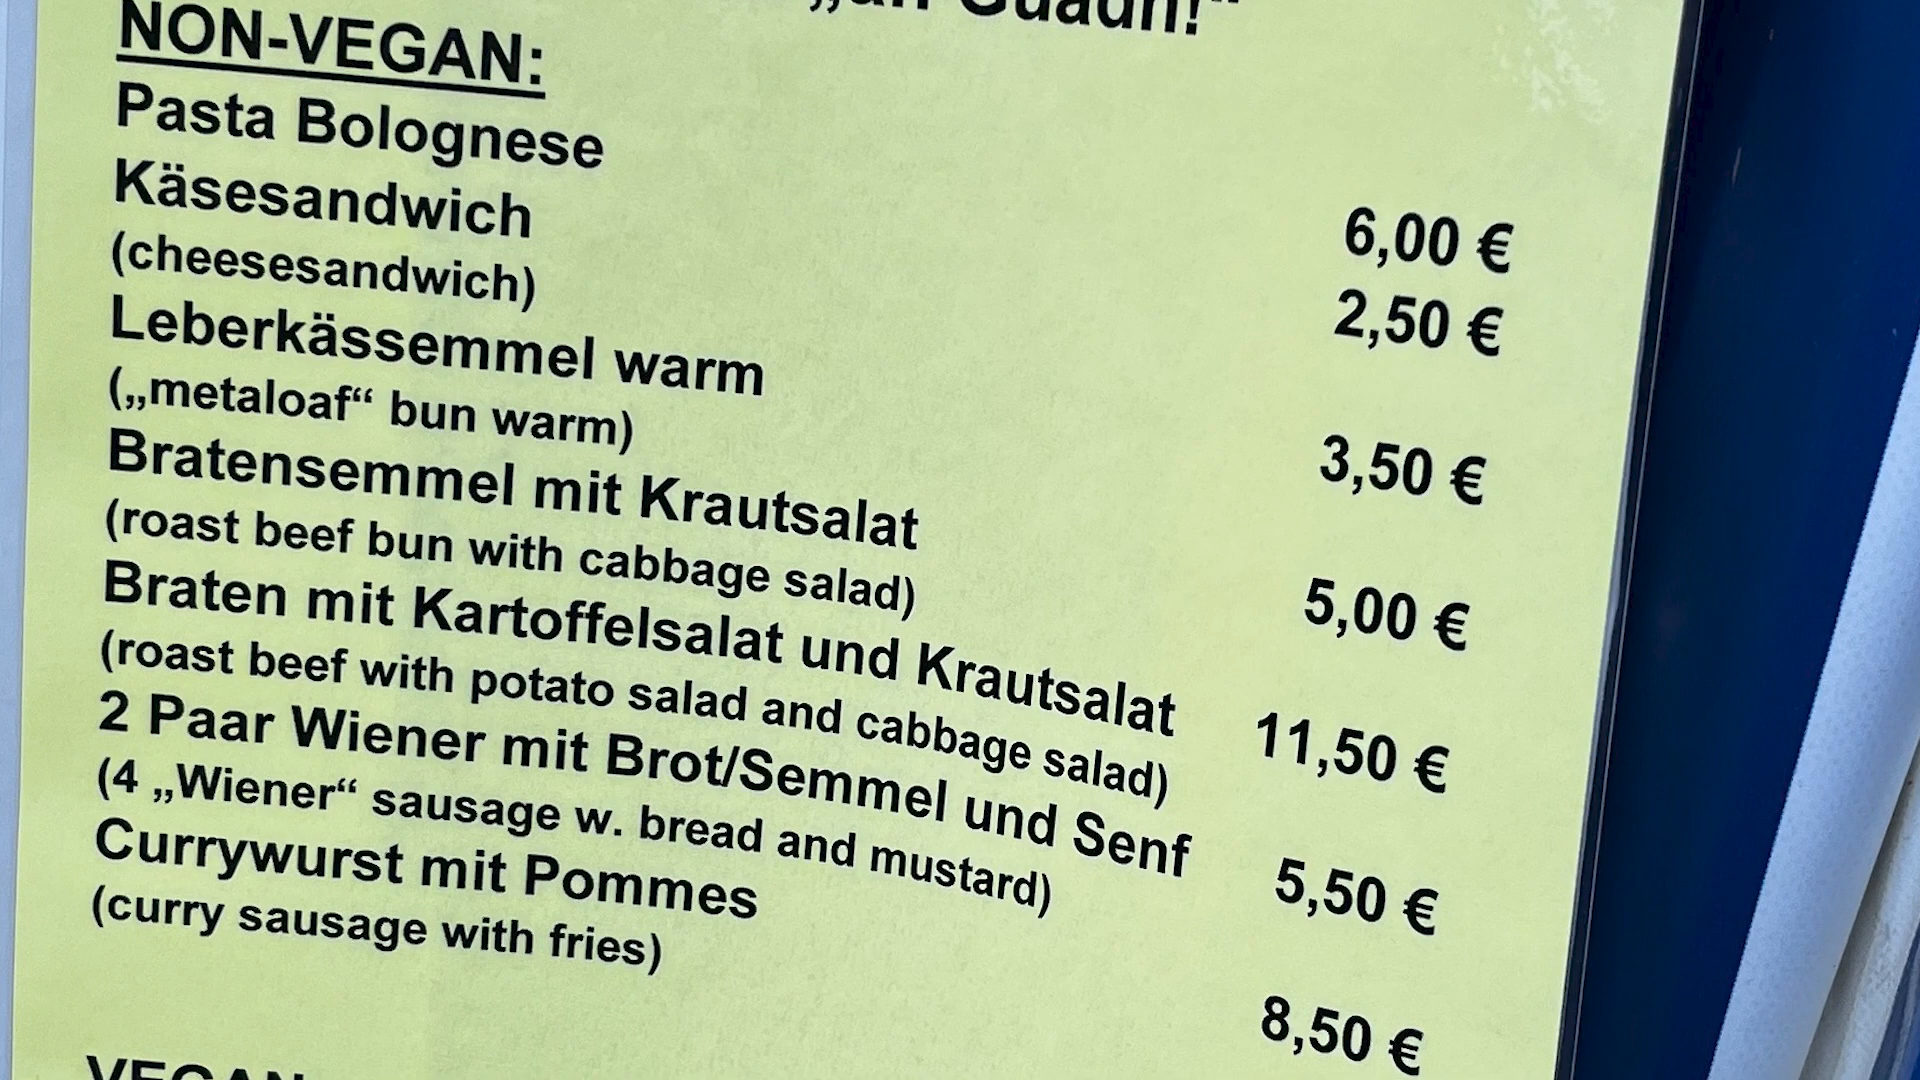 „an Guadn!“
NON-VEGAN:
Pasta Bolognese 6,00 €
Käsesandwich 2,50 €
(cheesesandwich)
Leberkässemmel warm 3,50 €
(„metaloaf“ bun warm)
Bratensemmel mit Krautsalat 5,00 €
(roast beef bun with cabbage salad)
Braten mit Kartoffelsalat und Krautsalat 11,50 €
(roast beef with potato salad and cabbage salad)
2 Paar Wiener mit Brot/Semmel und Senf 5,50 €
(4 „Wiener“ sausage w. bread and mustard)
Currywurst mit Pommes 8,50 €
(curry sausage with fries)
VEGAN